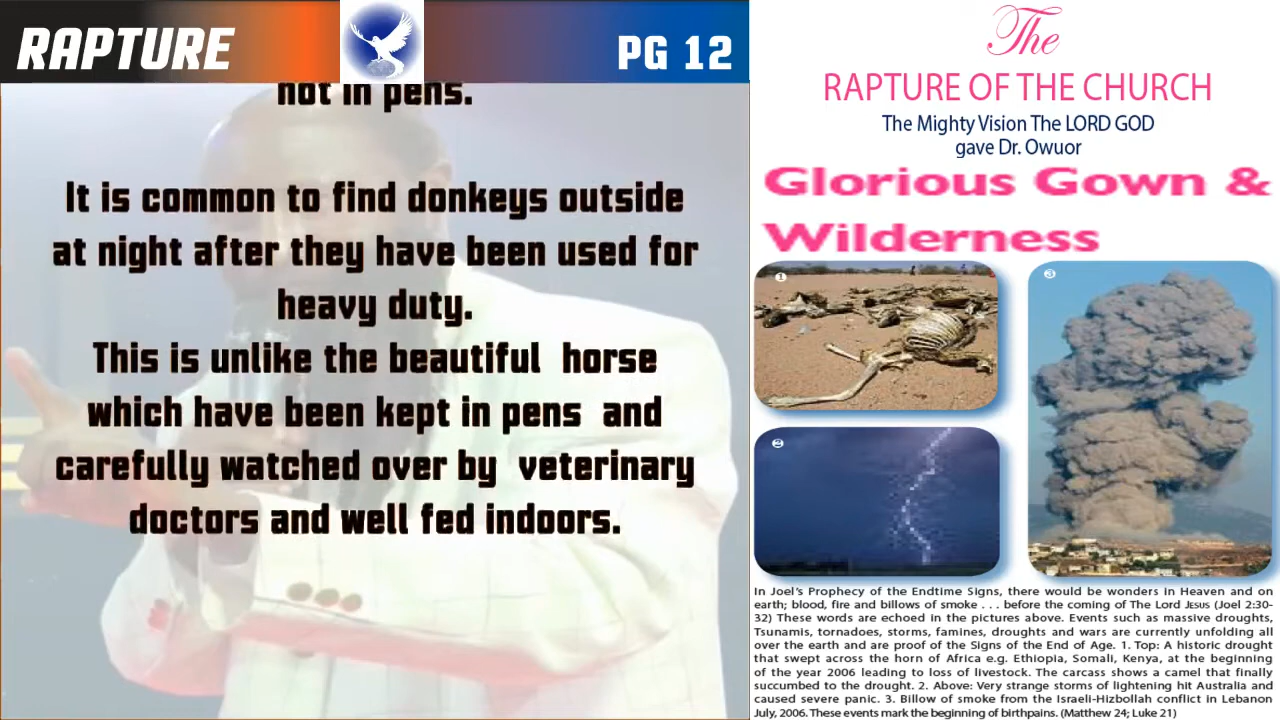 RAPTURE
PG 12
not in pens.
It is common to find donkeys outside
at night after they have been used for
heavy duty.
This is unlike the beautiful horse
which have been kept in pens and
carefully watched over by veterinary
doctors and well fed indoors.
The
RAPTURE OF THE CHURCH
The Mighty Vision The LORD GOD
gave Dr. Owuor
Glorious Gown &
Wilderness
1
3
2
In Joel's Prophecy of the Endtime Signs, there would be wonders in Heaven and on
earth; blood, fire and billows of smoke . . . before the coming of The Lord Jesus (Joel 2:30-
32) These words are echoed in the pictures above. Events such as massive droughts,
Tsunamis, tornadoes, storms, famines, droughts and wars are currently unfolding all
over the earth and are proof of the Signs of the End of Age. 1. Top: A historic drought
that swept across the horn of Africa e.g. Ethiopia, Somali, Kenya, at the beginning
of the year 2006 leading to loss of livestock. The carcass shows a camel that finally
succumbed to the drought. 2. Above: Very strange storms of lightening hit Australia and
caused severe panic. 3. Billow of smoke from the Israeli-Hizbollah conflict in Lebanon
July, 2006. These events mark the beginning of birthpains. (Matthew 24; Luke 21)